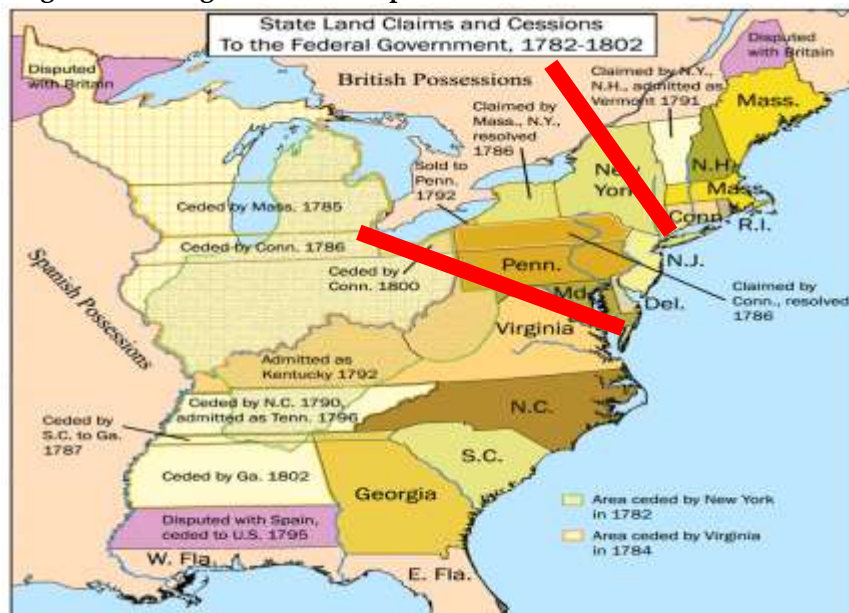 State Land Claims and Cessions
To the Federal Government, 1782-1802
Disputed
with Britain
Disputed
with Britain
British Possessions
Claimed by N.Y.,
N.H., admitted as
Vermont 1791
Claimed by
Mass., N.Y.,
resolved
1786
Mass.
Sold to
Penn.
1792
New
York
N.H.
Mass.
Conn.
R.I.
Ceded by Mass. 1785
Ceded by Conn. 1786
Ceded by
Conn. 1800
Penn.
N.J.
Md.
Del.
Claimed by
Conn., resolved
1786
Spanish Possessions
Virginia
Admitted as
Kentucky 1792
Ceded by N.C. 1790,
admitted as Tenn. 1796
N.C.
Ceded by
S.C. to Ga.
1787
S.C.
Ceded by Ga. 1802
Georgia
Area ceded by New York
in 1782
Disputed with Spain,
ceded to U.S. 1795
Area ceded by Virginia
in 1784
W. Fla.
E. Fla.